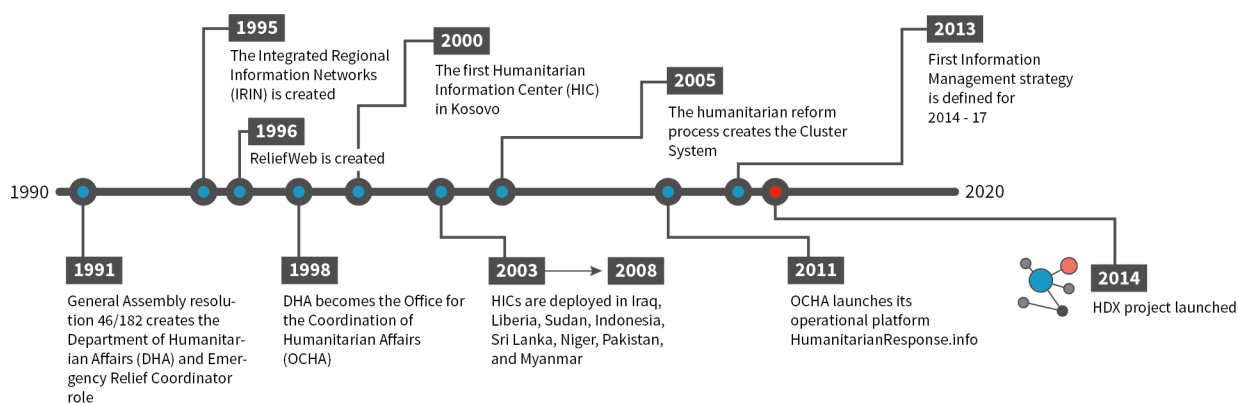 1995
The Integrated Regional
Information Networks
(IRIN) is created
1996
ReliefWeb is created
2000
The first Humanitarian
Information Center (HIC)
in Kosovo
2005
The humanitarian reform
process creates the Cluster
System
2013
First Information
Management strategy
is defined for
2014 - 17
1990
2020
1991
General Assembly resolu-
tion 46/182 creates the
Department of Humanitar-
ian Affairs (DHA) and Emer-
gency Relief Coordinator
role
1998
DHA becomes the Office for
the Coordination of
Humanitarian Affairs
(OCHA)
2003
2008
HICs are deployed in Iraq,
Liberia, Sudan, Indonesia,
Sri Lanka, Niger, Pakistan,
and Myanmar
2011
OCHA launches its
operational platform
HumanitarianResponse.info
2014
HDX project launched